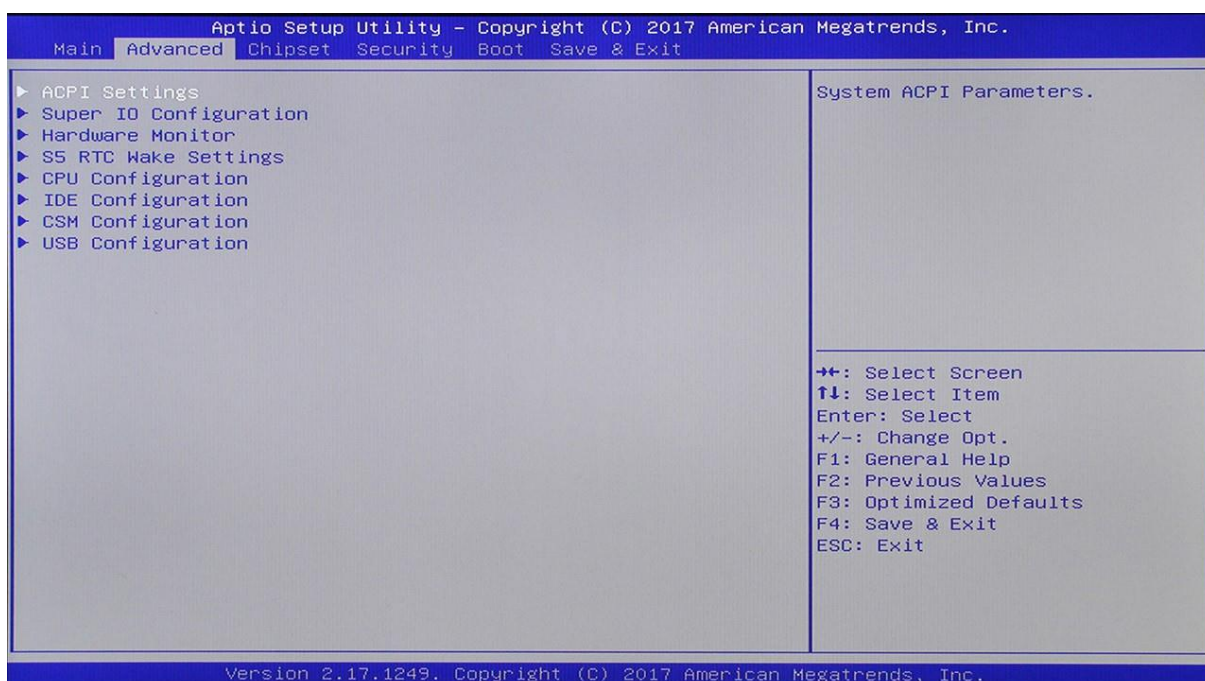 Aptio Setup Utility – Copyright (C) 2017 American Megatrends, Inc.
Main Advanced Chipset Security Boot Save & Exit
▶ ACPI Settings
▶ Super IO Configuration
▶ Hardware Monitor
▶ S5 RTC Wake Settings
▶ CPU Configuration
▶ IDE Configuration
▶ CSM Configuration
▶ USB Configuration
System ACPI Parameters.
→←: Select Screen
↑↓: Select Item
Enter: Select
+/-: Change Opt.
F1: General Help
F2: Previous Values
F3: Optimized Defaults
F4: Save & Exit
ESC: Exit
Version 2.17.1249. Copyright (C) 2017 American Megatrends, Inc.